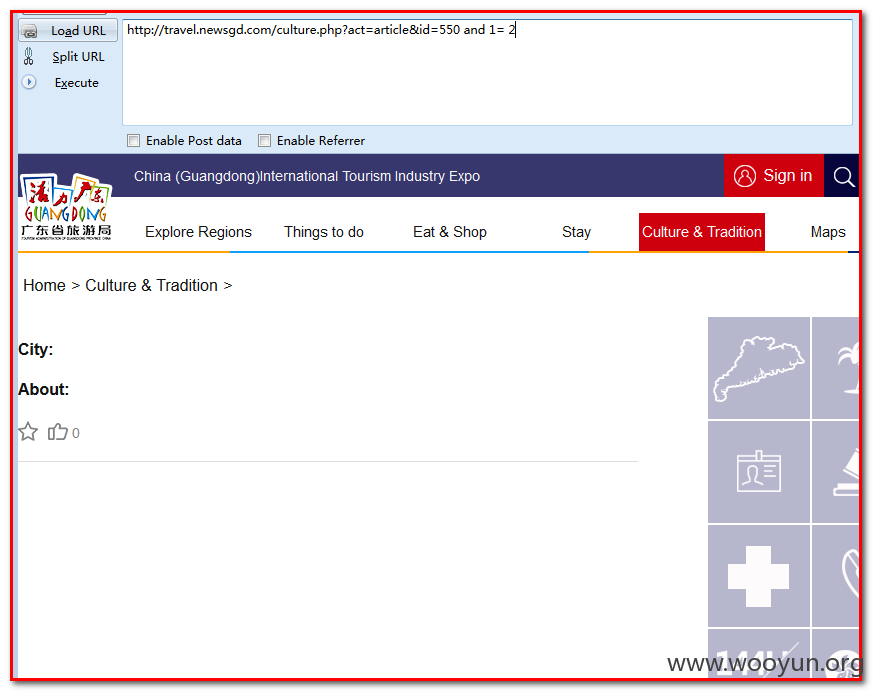 Load URL
http://travel.newsgd.com/culture.php?act=article&id=550 and 1= 2
Split URL
Execute
Enable Post data
Enable Referrer
China (Guangdong)International Tourism Industry Expo
Sign in
活力广东
GUANGDONG
广东省旅游局
TOURISM ADMINISTRATION OF GUANGDONG PROVINCE, CHINA
Explore Regions
Things to do
Eat & Shop
Stay
Culture & Tradition
Maps
Home > Culture & Tradition >
City:
About:
0
144H
www.wooyun.org